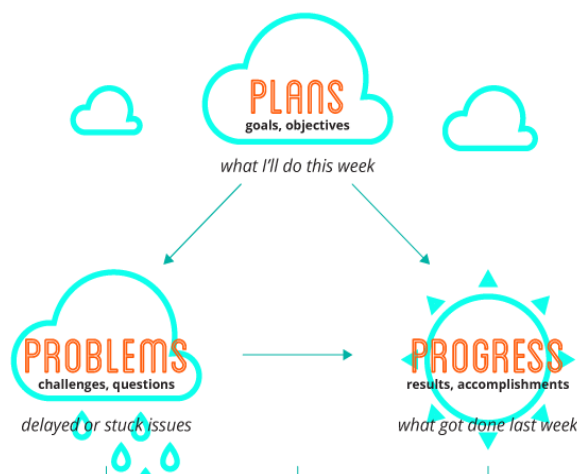 PLANS
goals, objectives
what I'll do this week
PROBLEMS
challenges, questions
delayed or stuck issues
PROGRESS
results, accomplishments
what got done last week